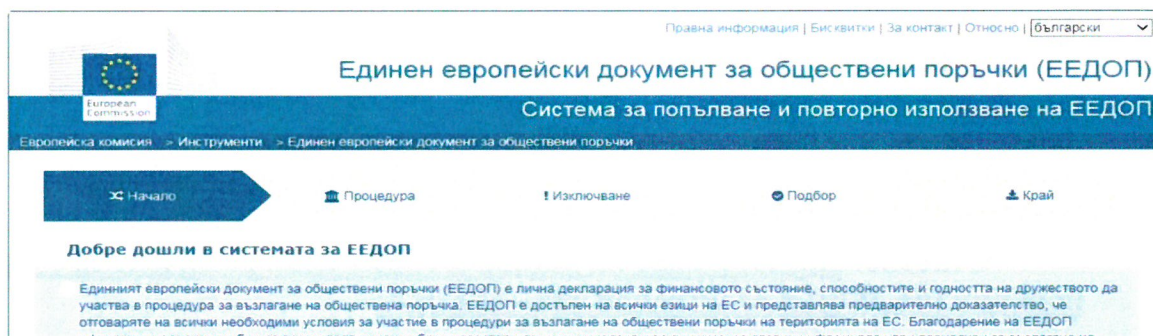 Правна информация | Бисквитки | За контакт | Относно | български
Единен европейски документ за обществени поръчки (ЕЕДОП)
European
Commission
Система за попълване и повторно използване на ЕЕДОП
Европейска комисия > Инструменти > Единен европейски документ за обществени поръчки
Начало
Процедура
Изключване
Подбор
Край
Добре дошли в системата за ЕЕДОП
Единният европейски документ за обществени поръчки (ЕЕДОП) е лична декларация за финансовото състояние, способностите и годността на дружеството да
участва в процедура за възлагане на обществена поръчка. ЕЕДОП е достъпен на всички езици на ЕС и представлява предварително доказателство, че
отговаряте на всички необходими условия за участие в процедури за възлагане на обществени поръчки на територията на ЕС. Благодарение на ЕЕДОП